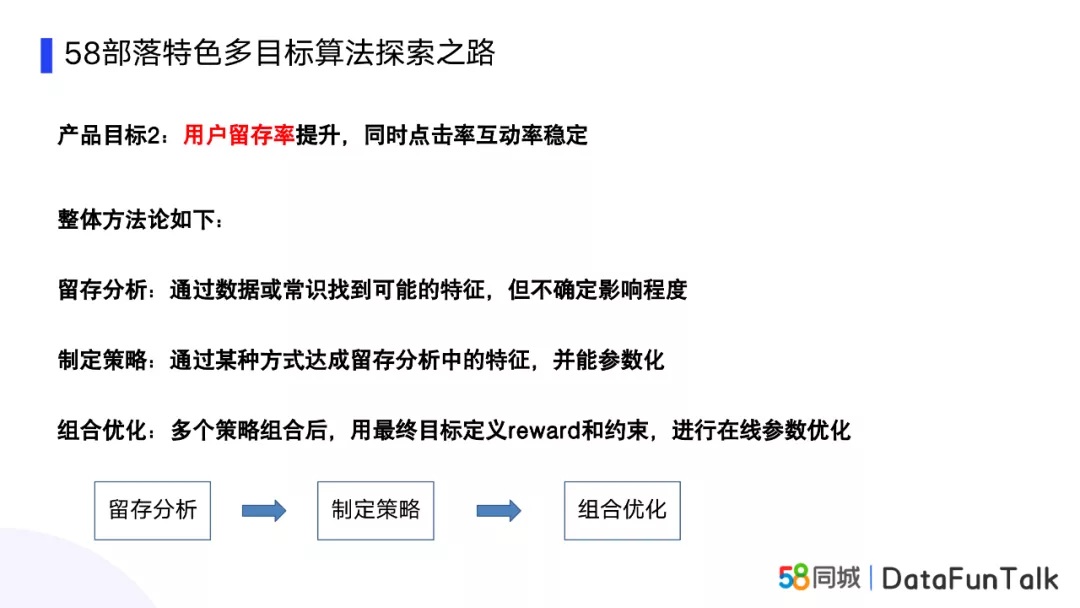 58部落特色多目标算法探索之路
产品目标2：用户留存率提升，同时点击率互动率稳定
整体方法论如下：
留存分析：通过数据或常识找到可能的特征，但不确定影响程度
制定策略：通过某种方式达成留存分析中的特征，并能参数化
组合优化：多个策略组合后，用最终目标定义reward和约束，进行在线参数优化
留存分析
制定策略
组合优化
58同城 | DataFunTalk